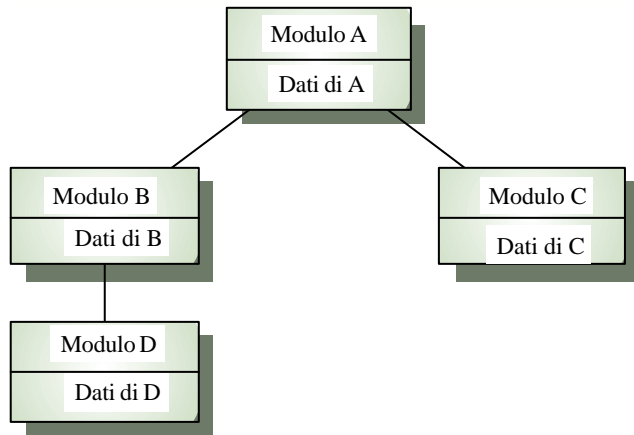 Modulo A
Dati di A
Modulo B
Dati di B
Modulo C
Dati di C
Modulo D
Dati di D